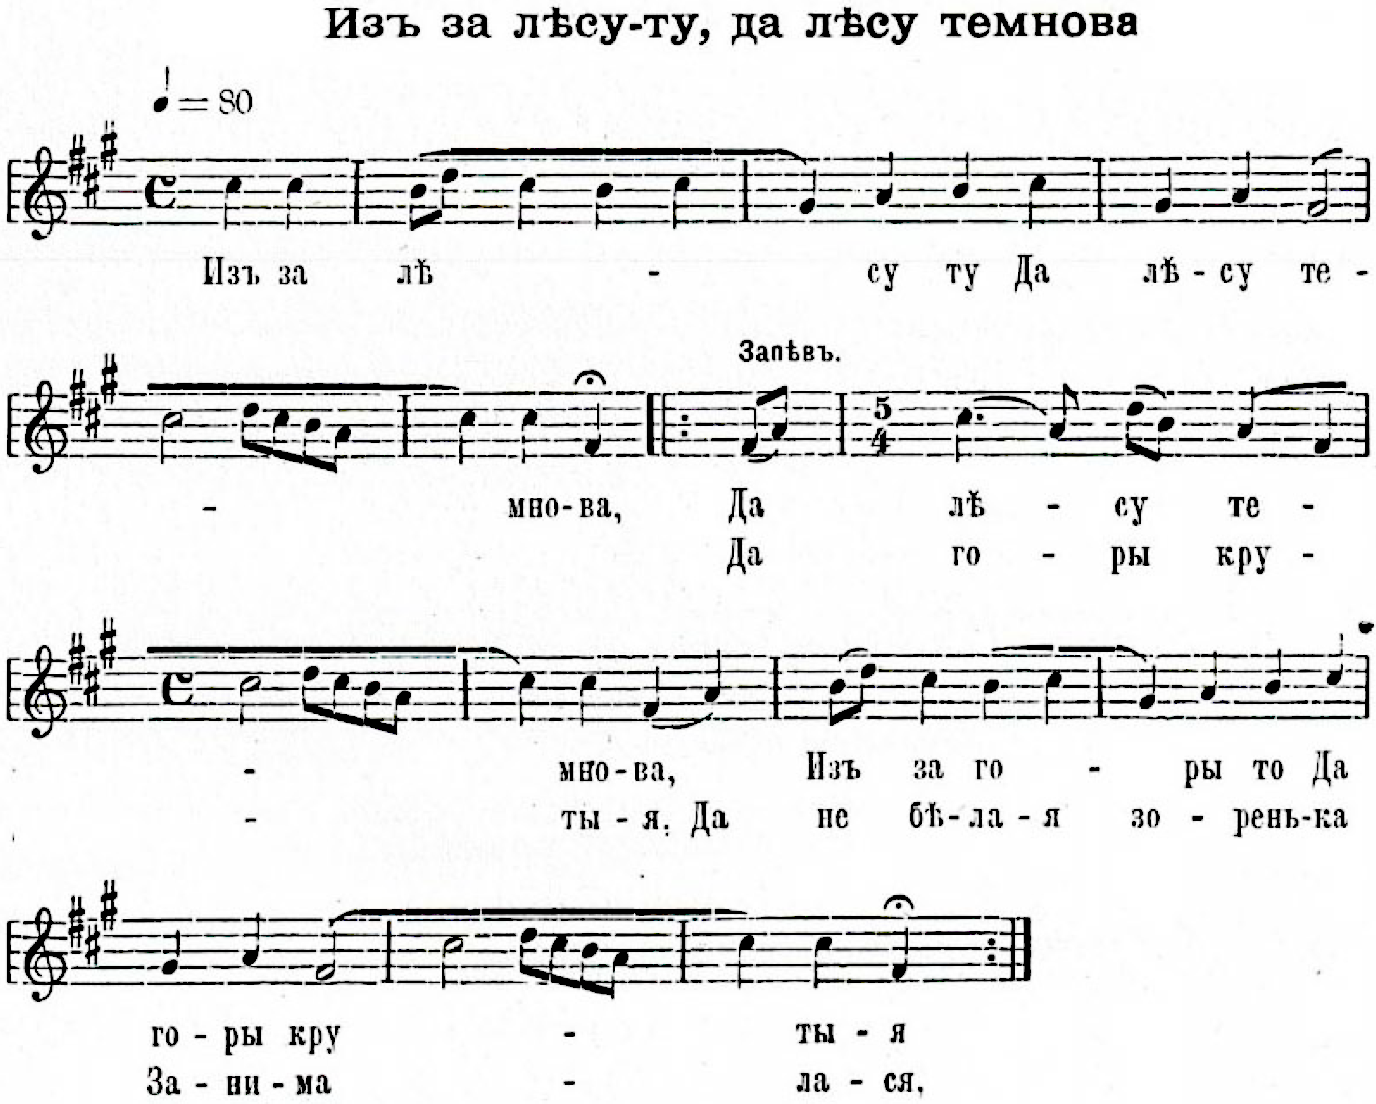 Изъ за лѣсу-ту, да лѣсу темнова
= 80
Изъ за лѣ - су ту Да лѣ - су те -
Запѣвъ.
5
4
- мно-ва, Да лѣ - су те -
Да го - ры кру -
- мно-ва, Изъ за го - ры то Да
- ты - я. Да не бѣ-ла - я зо - рень-ка
го - ры кру - ты - я
За - ни - ма - ла - ся.